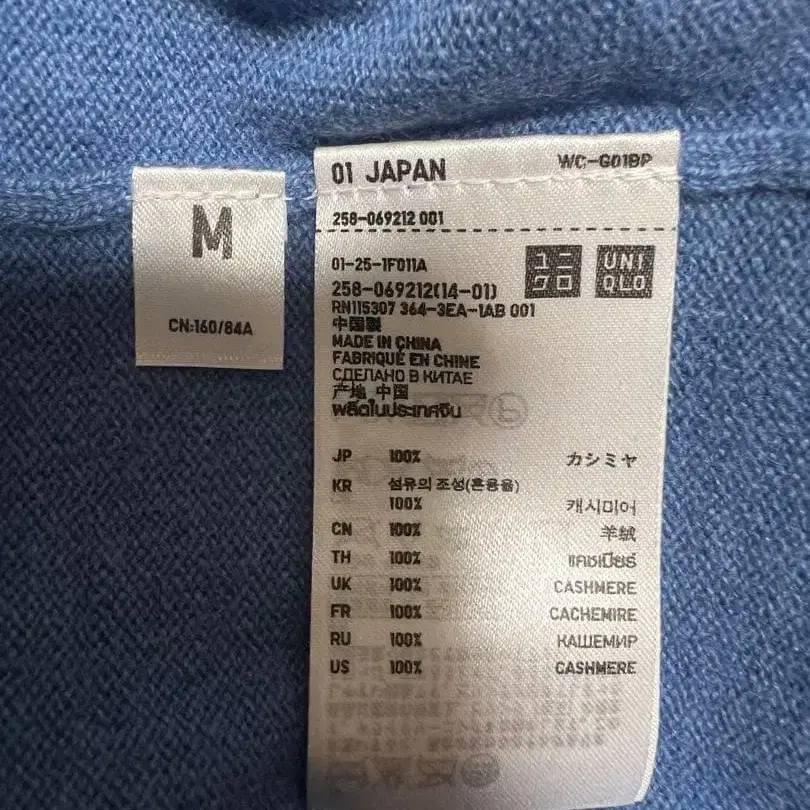 M
CN:160/84A
01 JAPAN WC-G01BP
258-069212 001
01-25-1F011A
ユニクロ UNIQLO
258-069212(14-01)
RN115307 364-3EA-1AB 001
中国製
MADE IN CHINA
FABRIQUÉ EN CHINE
СДЕЛАНО В КИТАЕ
产地 中国
ผลิตในประเทศจีน
JP 100% カシミヤ
KR 섬유의 조성(혼용율)
100% 캐시미어
CN 100% 羊绒
TH 100% แคชเมียร์
UK 100% CASHMERE
FR 100% CACHEMIRE
RU 100% КАШЕМИР
US 100% CASHMERE